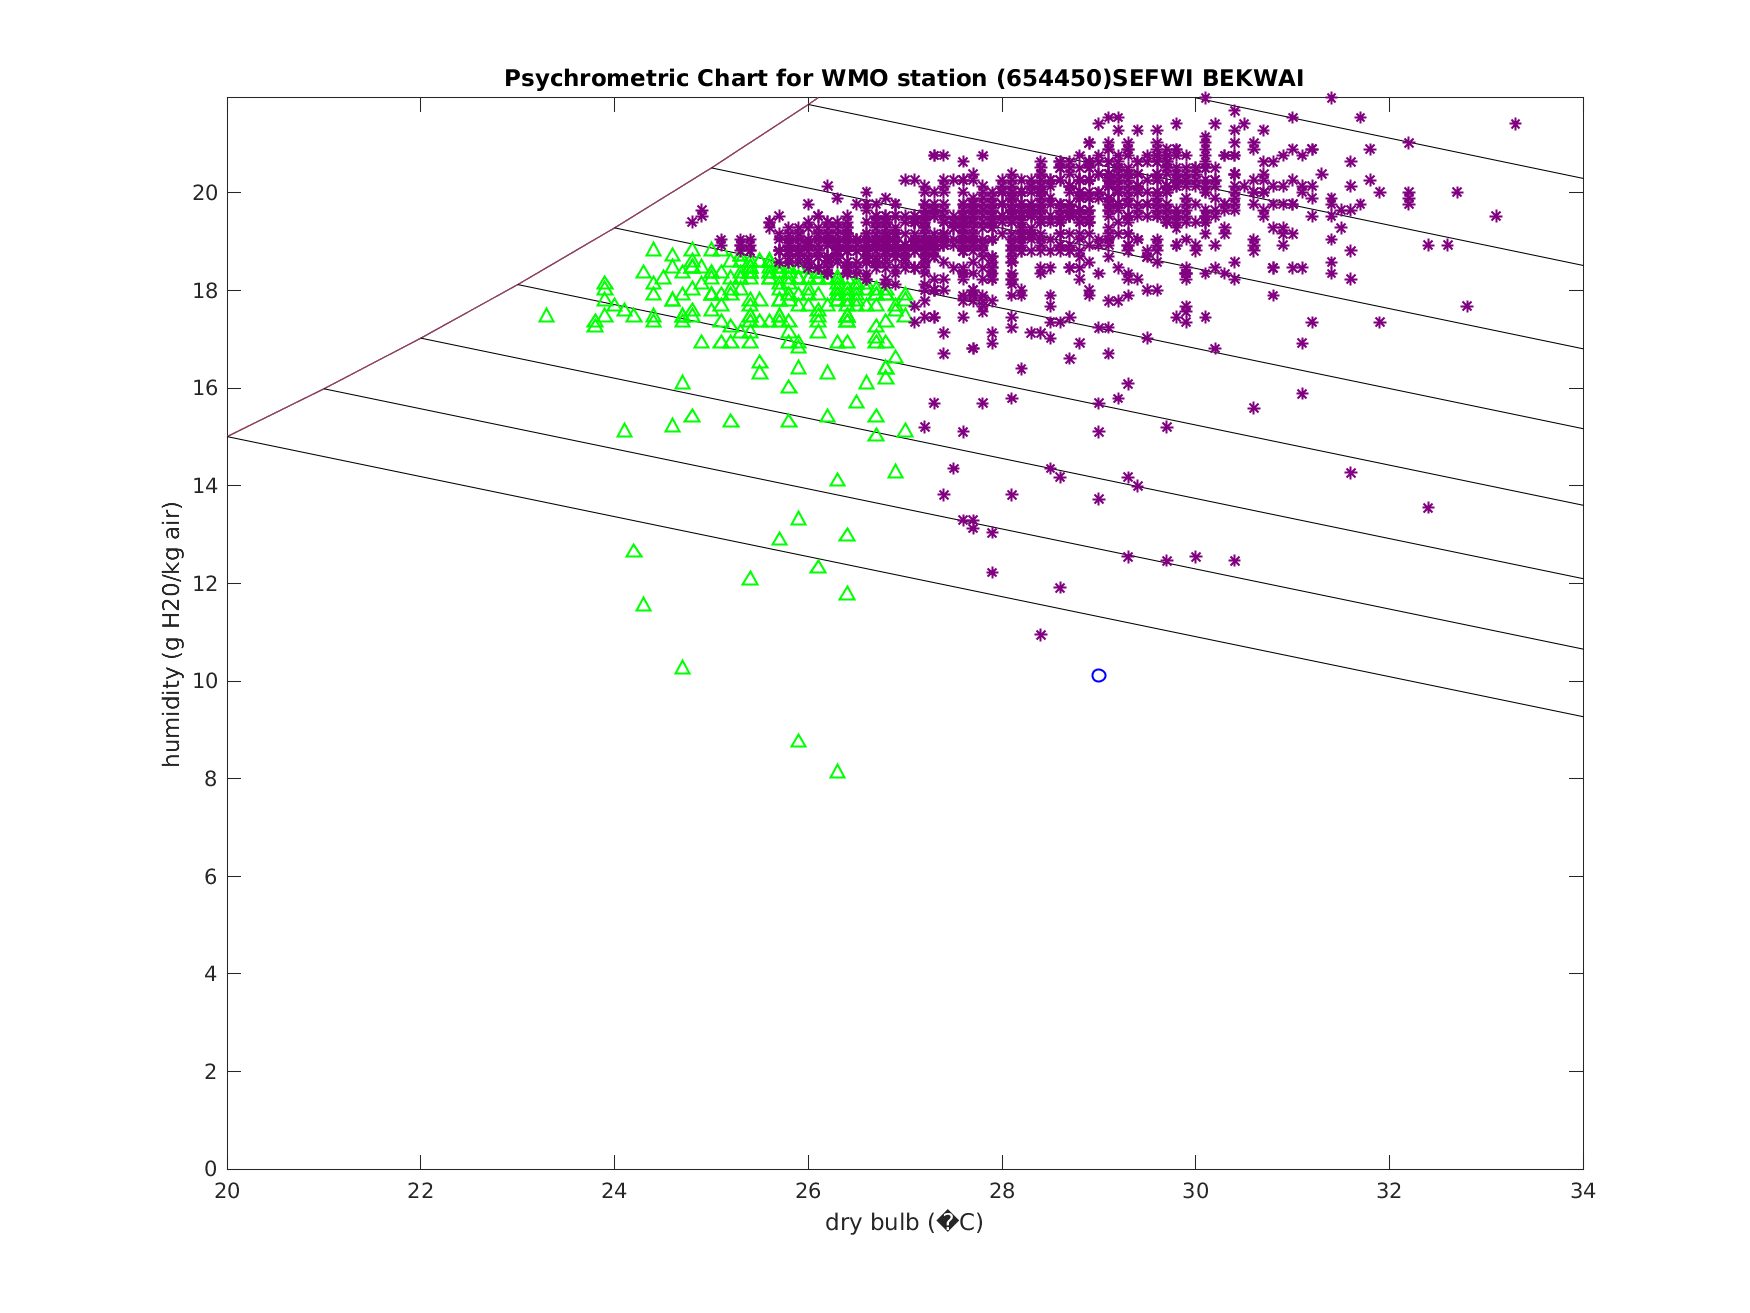 Psychrometric Chart for WMO station (654450)SEFWI BEKWAI
humidity (g H20/kg air)
20
18
16
14
12
10
8
6
4
2
0
20 22 24 26 28 30 32 34
dry bulb (�C)